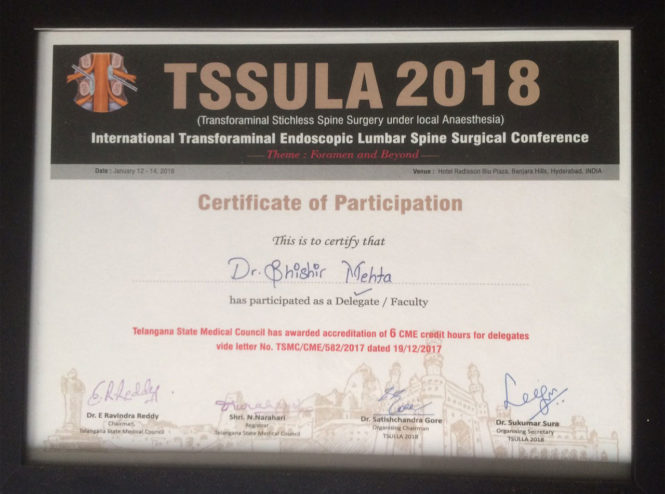 TSSULA 2018
(Transforaminal Stichless Spine Surgery under local Anaesthesia)
International Transforaminal Endoscopic Lumbar Spine Surgical Conference
Theme : Foramen and Beyond
Date : January 12 - 14, 2018 Venue : Hotel Radisson Blu Plaza, Banjara Hills, Hyderabad, INDIA
Certificate of Participation
This is to certify that
Dr. Shishir Mehta
has participated as a Delegate / Faculty
Telangana State Medical Council has awarded accreditation of 6 CME credit hours for delegates
vide letter No. TSMC/CME/582/2017 dated 19/12/2017
Dr. E Ravindra Reddy Shri. N.Narahari Dr. Satishchandra Gore Dr. Sukumar Sura
Chairman, Registrar Organising Chairman Organising Secretary
Telangana State Medical Council Telangana State Medical Council TSULLA 2018 TSULLA 2018